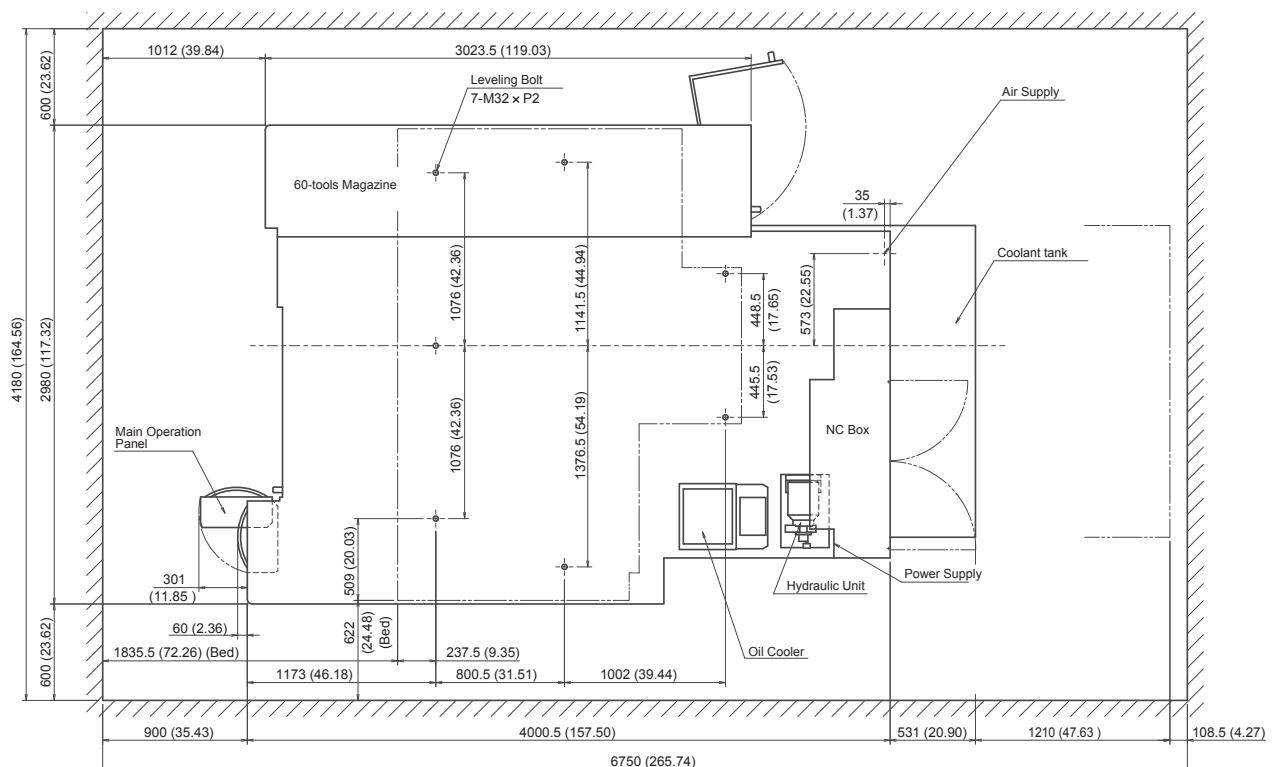 1012 (39.84)
3023.5 (119.03)
600 (23.62)
Leveling Bolt
7-M32 × P2
Air Supply
60-tools Magazine
35
(1.37)
Coolant tank
1076 (42.36)
1141.5 (44.94)
448.5
(17.65)
573 (22.55)
4180 (164.56)
2980 (117.32)
445.5
(17.53)
Main Operation
Panel
1076 (42.36)
1376.5 (54.19)
NC Box
509 (20.03)
301
(11.85 )
Hydraulic Unit
Power Supply
60 (2.36)
622
(24.48)
(Bed)
Oil Cooler
600 (23.62)
1835.5 (72.26) (Bed)
237.5 (9.35)
1173 (46.18)
800.5 (31.51)
1002 (39.44)
900 (35.43)
4000.5 (157.50)
531 (20.90)
1210 (47.63 )
108.5 (4.27)
6750 (265.74)